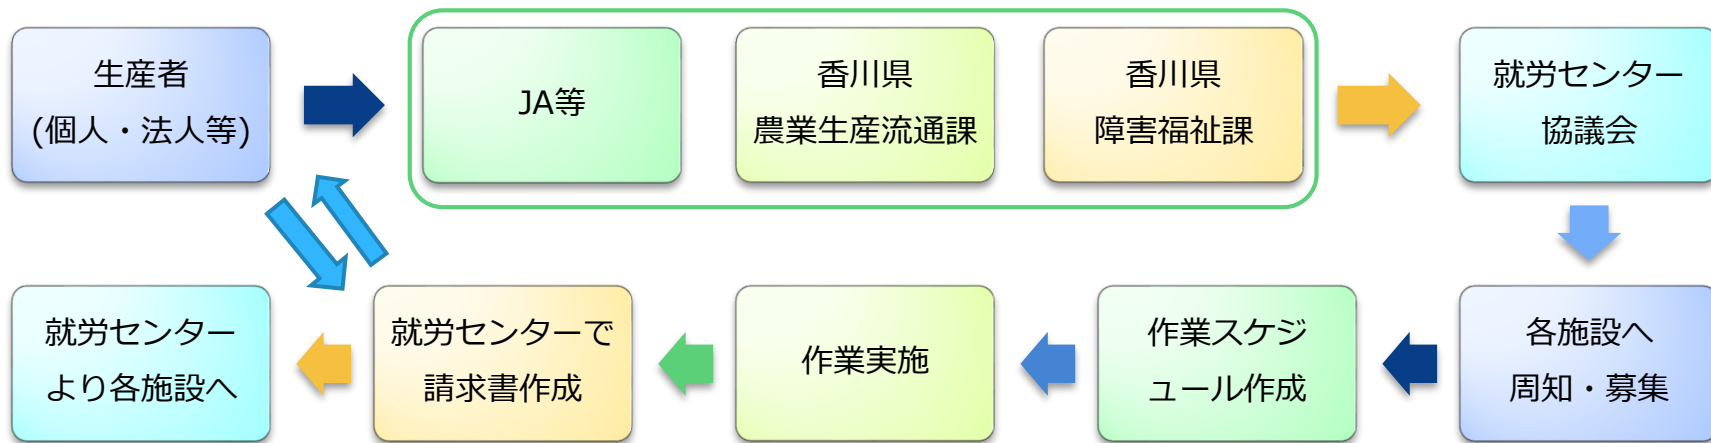 生産者
(個人・法人等)
JA等
香川県
農業生産流通課
香川県
障害福祉課
就労センター
協議会
就労センター
より各施設へ
就労センターで
請求書作成
作業実施
作業スケジ
ュール作成
各施設へ
周知・募集